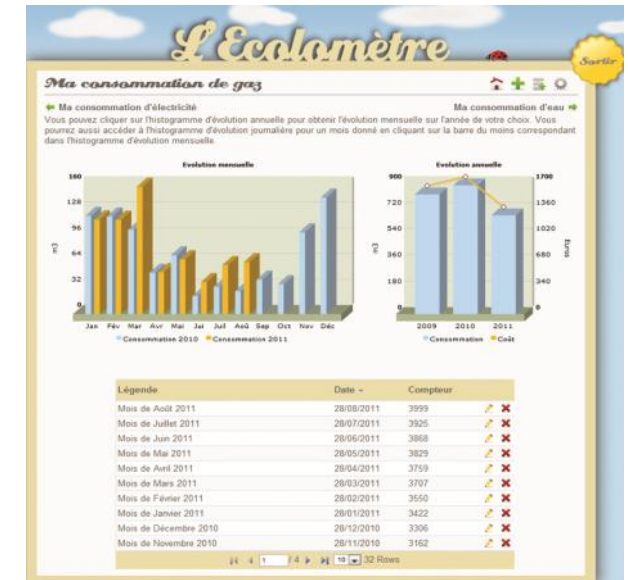 L'Ecolomètre
Sortir
Ma consommation de gaz
Ma consommation d'électricité
Ma consommation d'eau
Vous pouvez cliquer sur l'histogramme d'évolution annuelle pour obtenir l'évolution mensuelle sur l'année de votre choix. Vous
pourrez aussi accéder à l'histogramme d'évolution journalière pour un mois donné en cliquant sur la barre du moins correspondant
dans l'histogramme d'évolution mensuelle.
Evolution mensuelle
160
128
96
64
32
0
m3
Jan Fév Mar Avr Mai Jui Juil Aoû Sep Oct Nov Déc
Consommation 2010 Consommation 2011
Evolution annuelle
900
720
540
360
180
0
m3
1700
1360
1020
680
340
0
Euros
2009 2010 2011
Consommation Coût
Légende Date Compteur
Mois de Août 2011 28/08/2011 3999
Mois de Juillet 2011 28/07/2011 3925
Mois de Juin 2011 28/06/2011 3868
Mois de Mai 2011 28/05/2011 3829
Mois de Avril 2011 28/04/2011 3759
Mois de Mars 2011 28/03/2011 3707
Mois de Février 2011 28/02/2011 3550
Mois de Janvier 2011 28/01/2011 3422
Mois de Décembre 2010 28/12/2010 3306
Mois de Novembre 2010 28/11/2010 3162
1 / 4 10 32 Rows